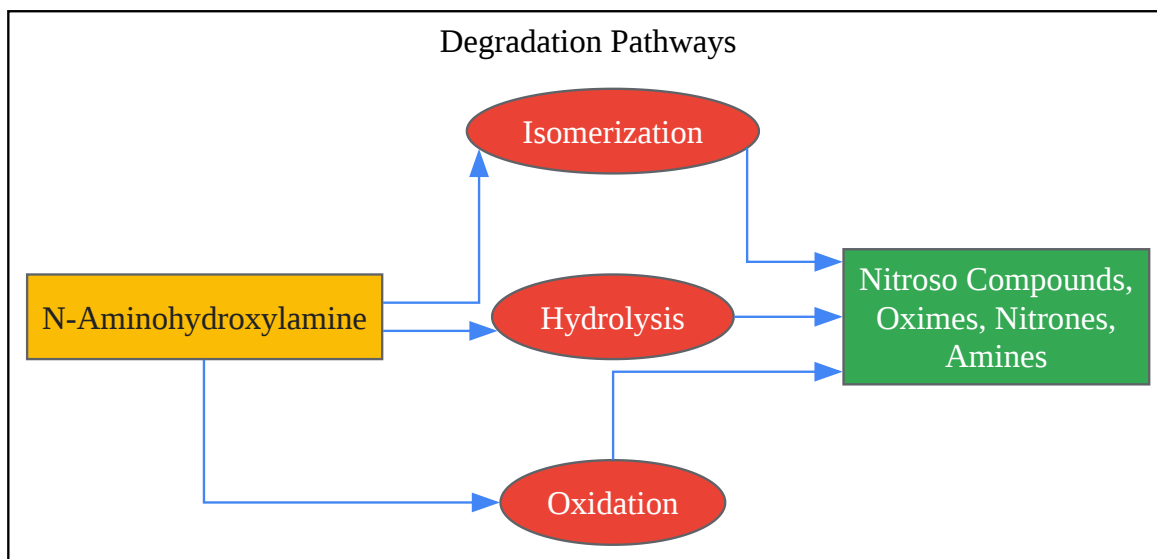 Degradation Pathways
Isomerization
N-Aminohydroxylamine
Hydrolysis
Nitroso Compounds,
Oximes, Nitrones,
Amines
Oxidation